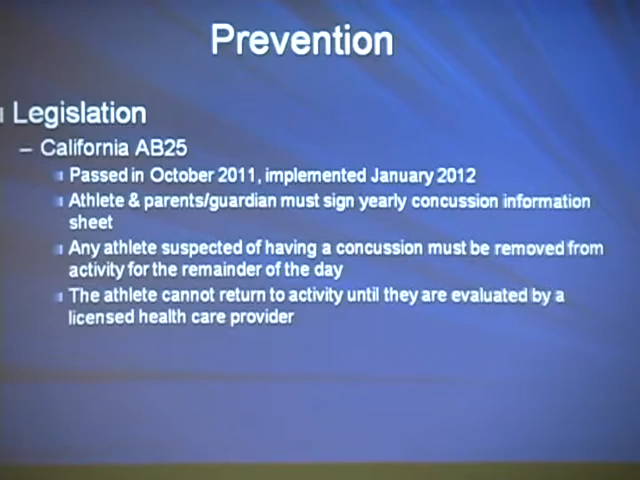 Prevention
Legislation
– California AB25
Passed in October 2011, implemented January 2012
Athlete & parents/guardian must sign yearly concussion information
sheet
Any athlete suspected of having a concussion must be removed from
activity for the remainder of the day
The athlete cannot return to activity until they are evaluated by a
licensed health care provider